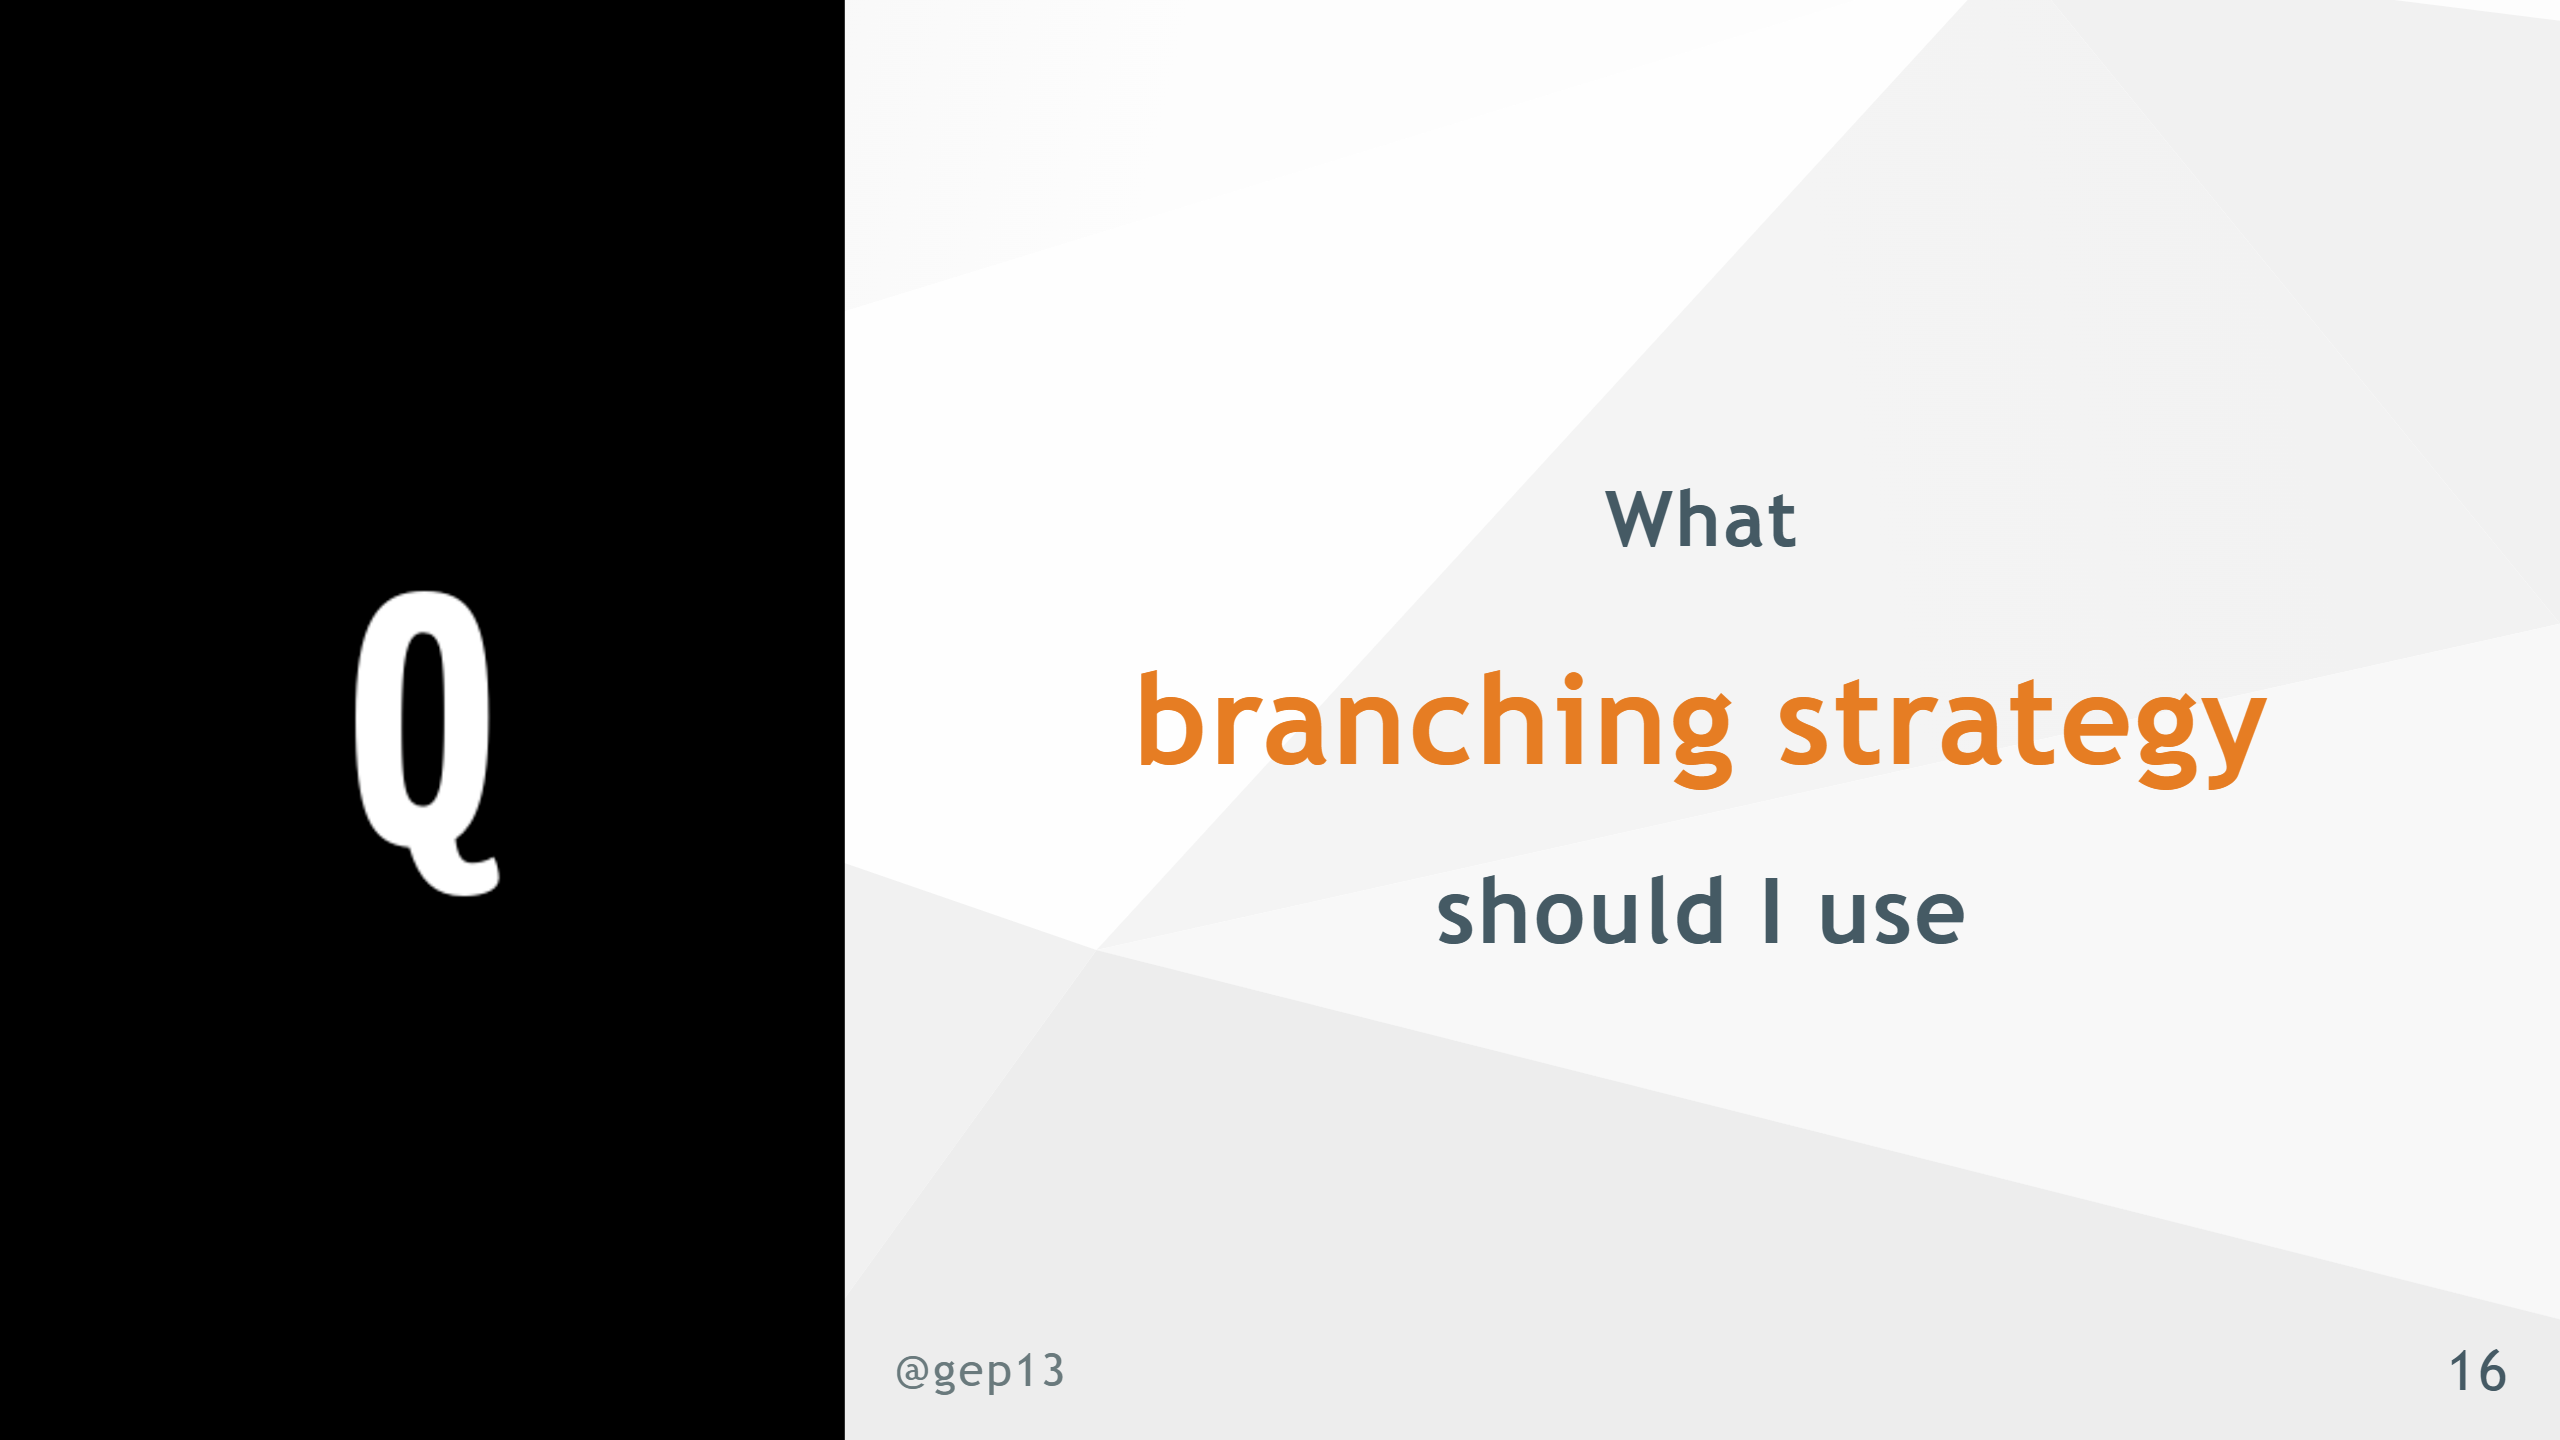 Q
What
branching strategy
should I use
@gep13
16